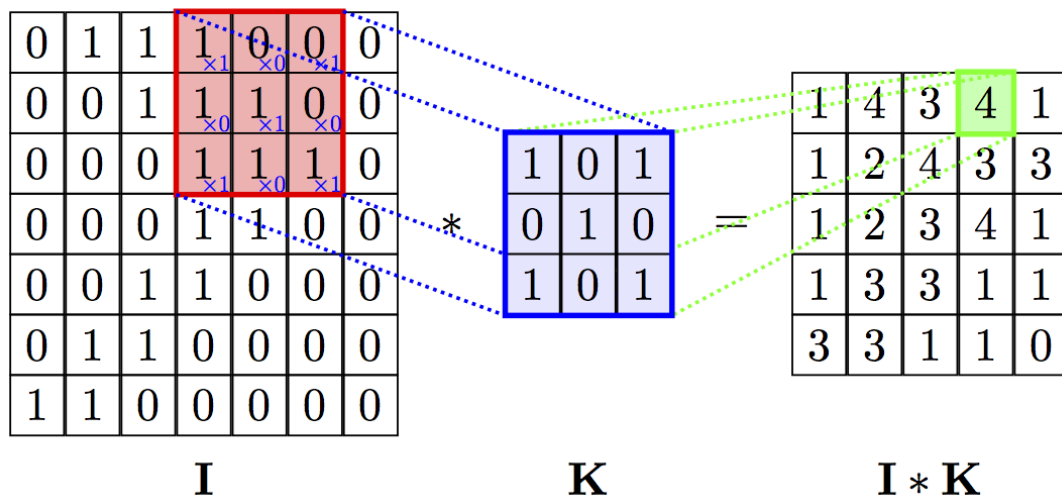 0 1 1 1 0 0 0
×1 ×0 ×1
0 0 1 1 1 0 0
×0 ×1 ×0
0 0 0 1 1 1 0
×1 ×0 ×1
0 0 0 1 1 0 0
0 0 1 1 0 0 0
0 1 1 0 0 0 0
1 1 0 0 0 0 0
∗
1 0 1
0 1 0
1 0 1
=
1 4 3 4 1
1 2 4 3 3
1 2 3 4 1
1 3 3 1 1
3 3 1 1 0
I
K
I ∗ K